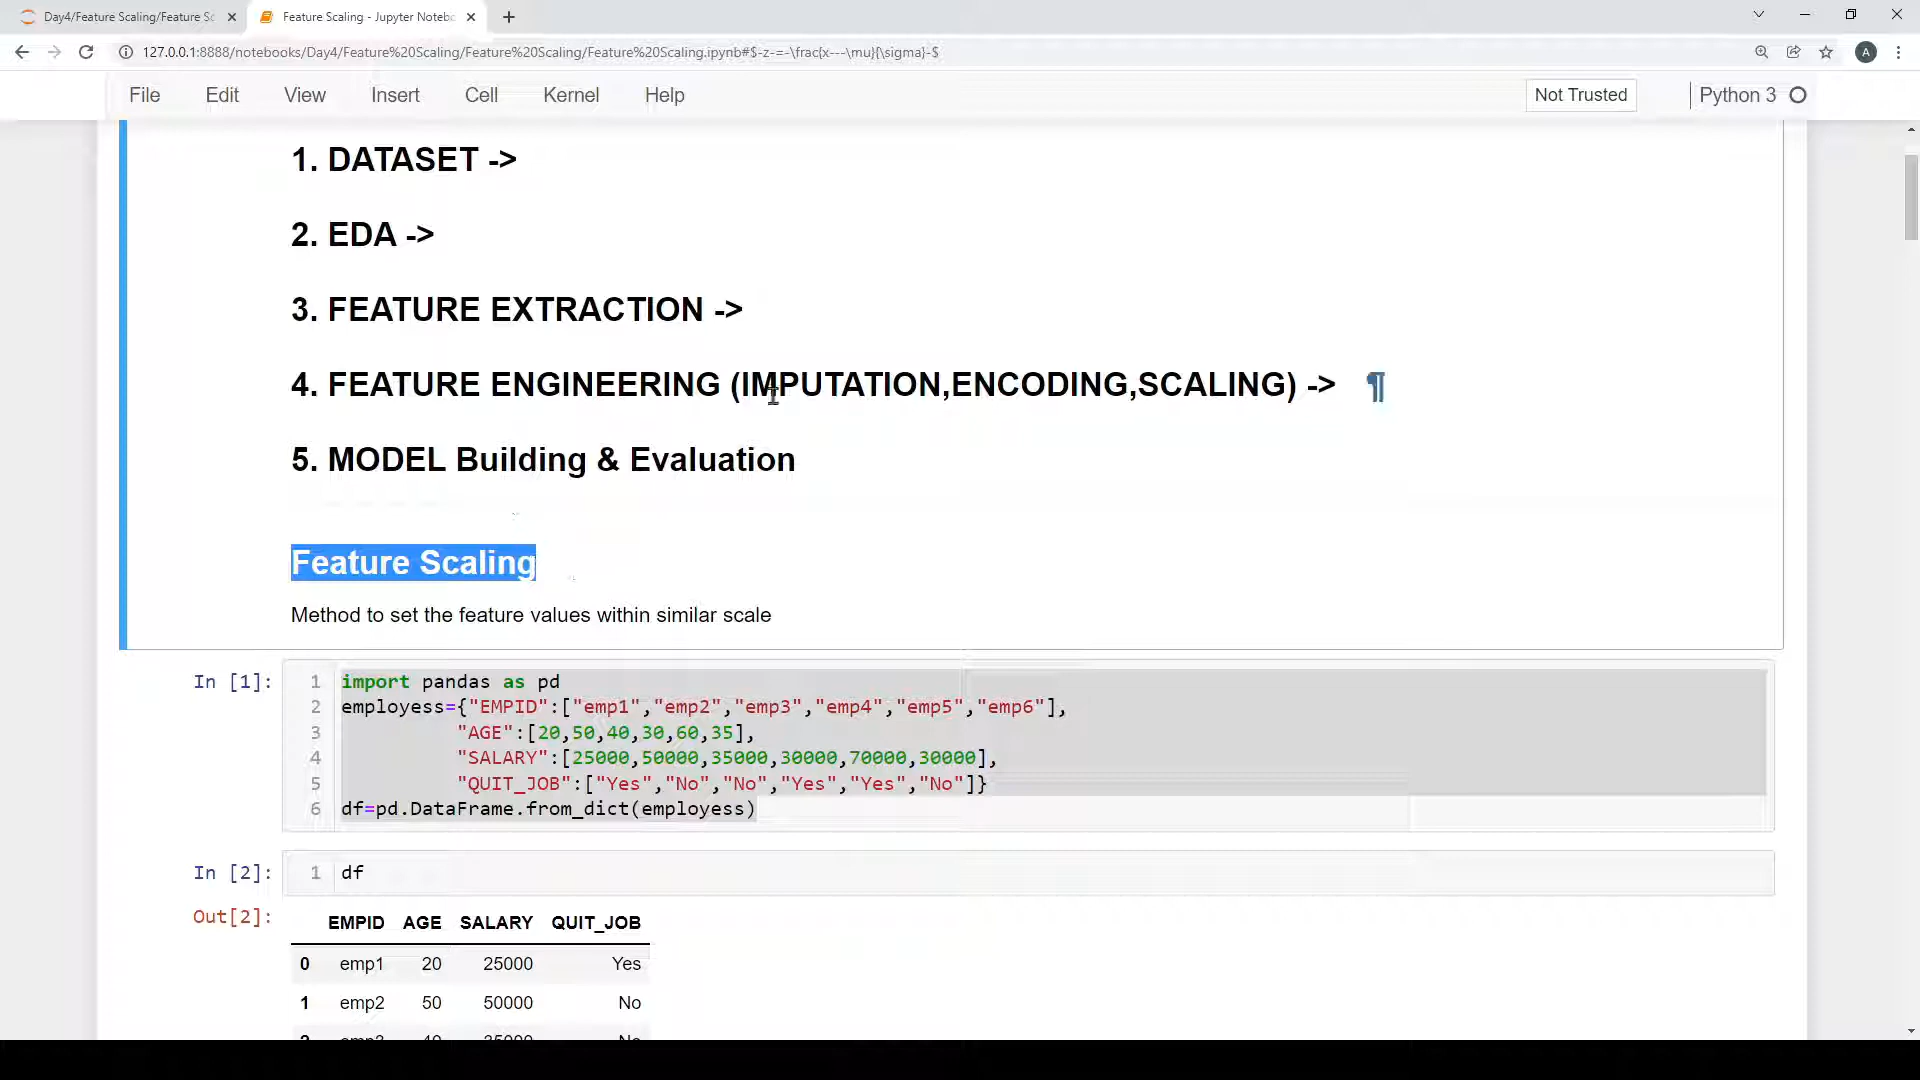 Day4/Feature Scaling/Feature Sc
Feature Scaling - Jupyter Notebo
127.0.0.1:8888/notebooks/Day4/Feature%20Scaling/Feature%20Scaling/Feature%20Scaling.ipynb#$-z-=-\frac{x---\mu}{\sigma}-$
A
File Edit View Insert Cell Kernel Help Not Trusted Python 3
1. DATASET ->
2. EDA ->
3. FEATURE EXTRACTION ->
4. FEATURE ENGINEERING (IMPUTATION,ENCODING,SCALING) -> ¶
5. MODEL Building & Evaluation
Feature Scaling
Method to set the feature values within similar scale
In [1]:
1 import pandas as pd
2 employess={"EMPID":["emp1","emp2","emp3","emp4","emp5","emp6"],
3 "AGE":[20,50,40,30,60,35],
4 "SALARY":[25000,50000,35000,30000,70000,30000],
5 "QUIT_JOB":["Yes","No","No","Yes","Yes","No"]}
6 df=pd.DataFrame.from_dict(employess)
In [2]:
1 df
Out[2]:
EMPID AGE SALARY QUIT_JOB
0 emp1 20 25000 Yes
1 emp2 50 50000 No
2 emp3 40 35000 No